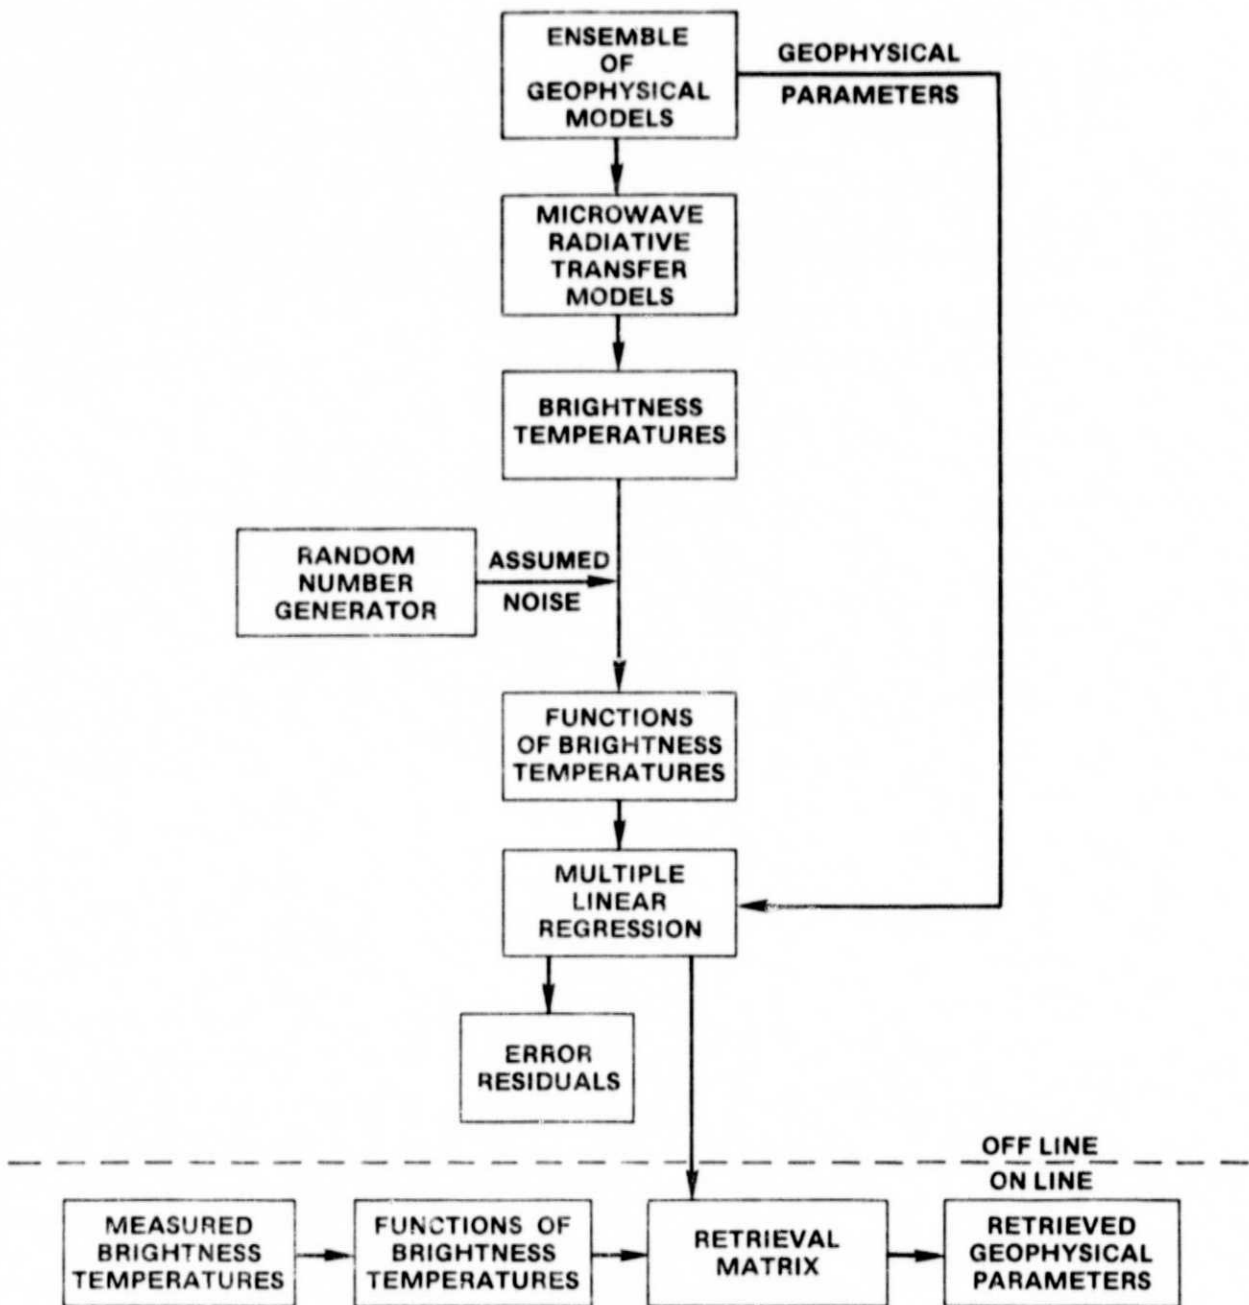 ENSEMBLE
OF
GEOPHYSICAL
MODELS
GEOPHYSICAL
PARAMETERS
MICROWAVE
RADIATIVE
TRANSFER
MODELS
BRIGHTNESS
TEMPERATURES
RANDOM
NUMBER
GENERATOR
ASSUMED
NOISE
FUNCTIONS
OF BRIGHTNESS
TEMPERATURES
MULTIPLE
LINEAR
REGRESSION
ERROR
RESIDUALS
OFF LINE
ON LINE
MEASURED
BRIGHTNESS
TEMPERATURES
FUNCTIONS OF
BRIGHTNESS
TEMPERATURES
RETRIEVAL
MATRIX
RETRIEVED
GEOPHYSICAL
PARAMETERS